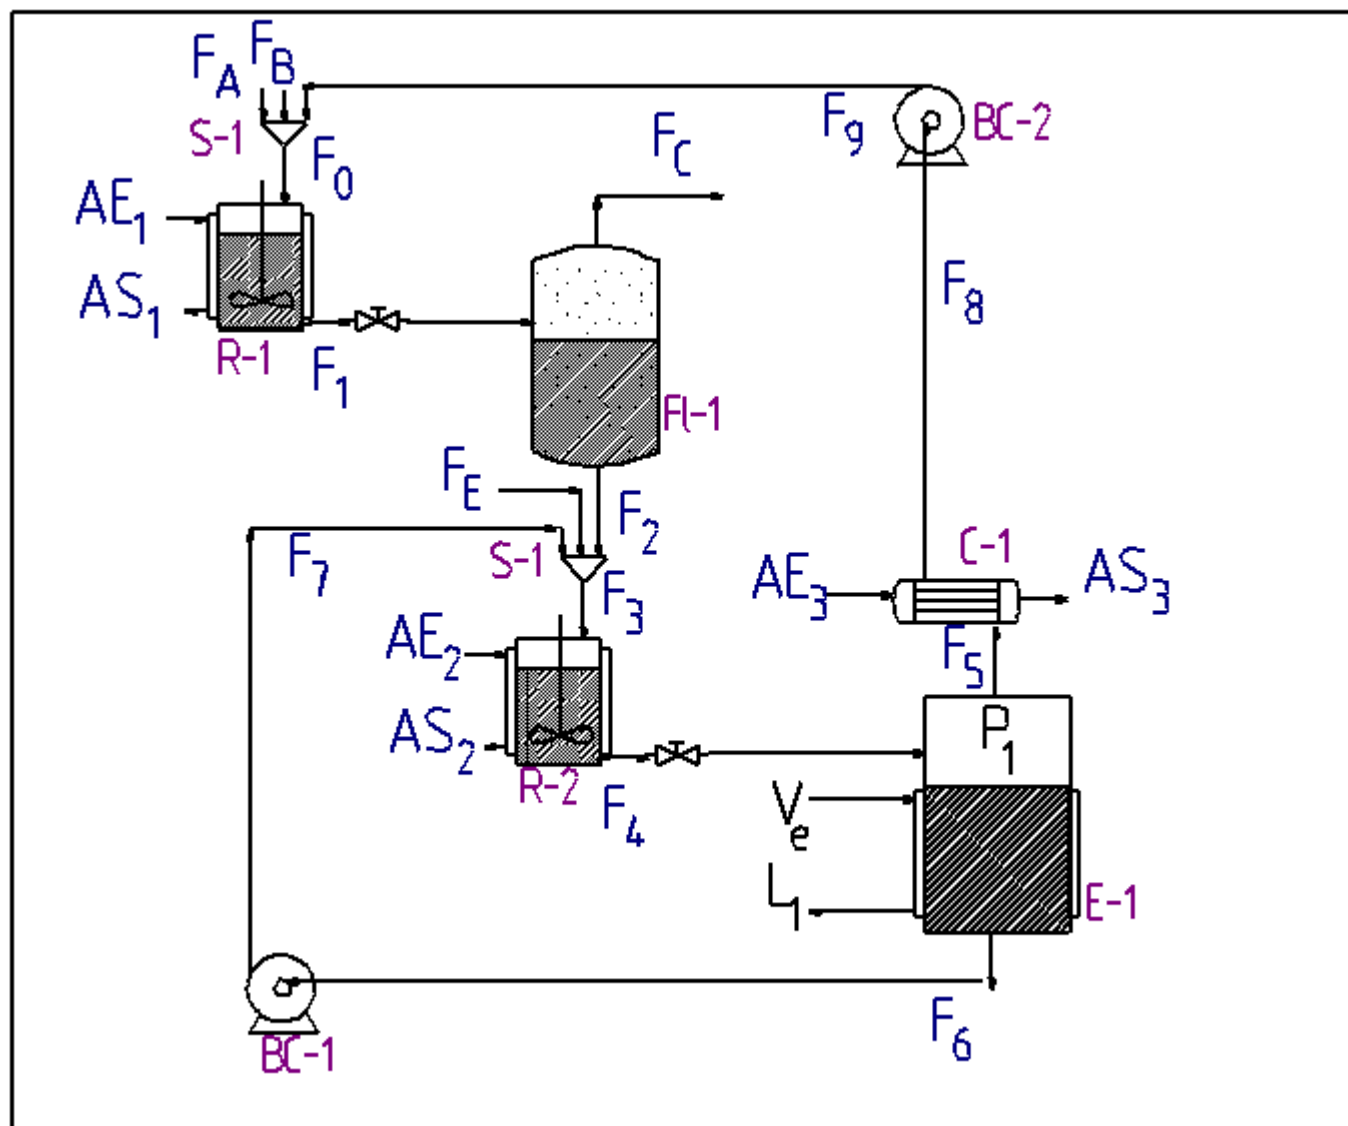 F_A
F_B
S-1
F_0
F_C
F_9
BC-2
AE_1
AS_1
R-1
F_1
Fl-1
F_8
F_E
F_2
F_7
S-1
F_3
C-1
AE_3
AS_3
F_5
AE_2
AS_2
R-2
F_4
P_1
V_e
L_1
E-1
BC-1
F_6